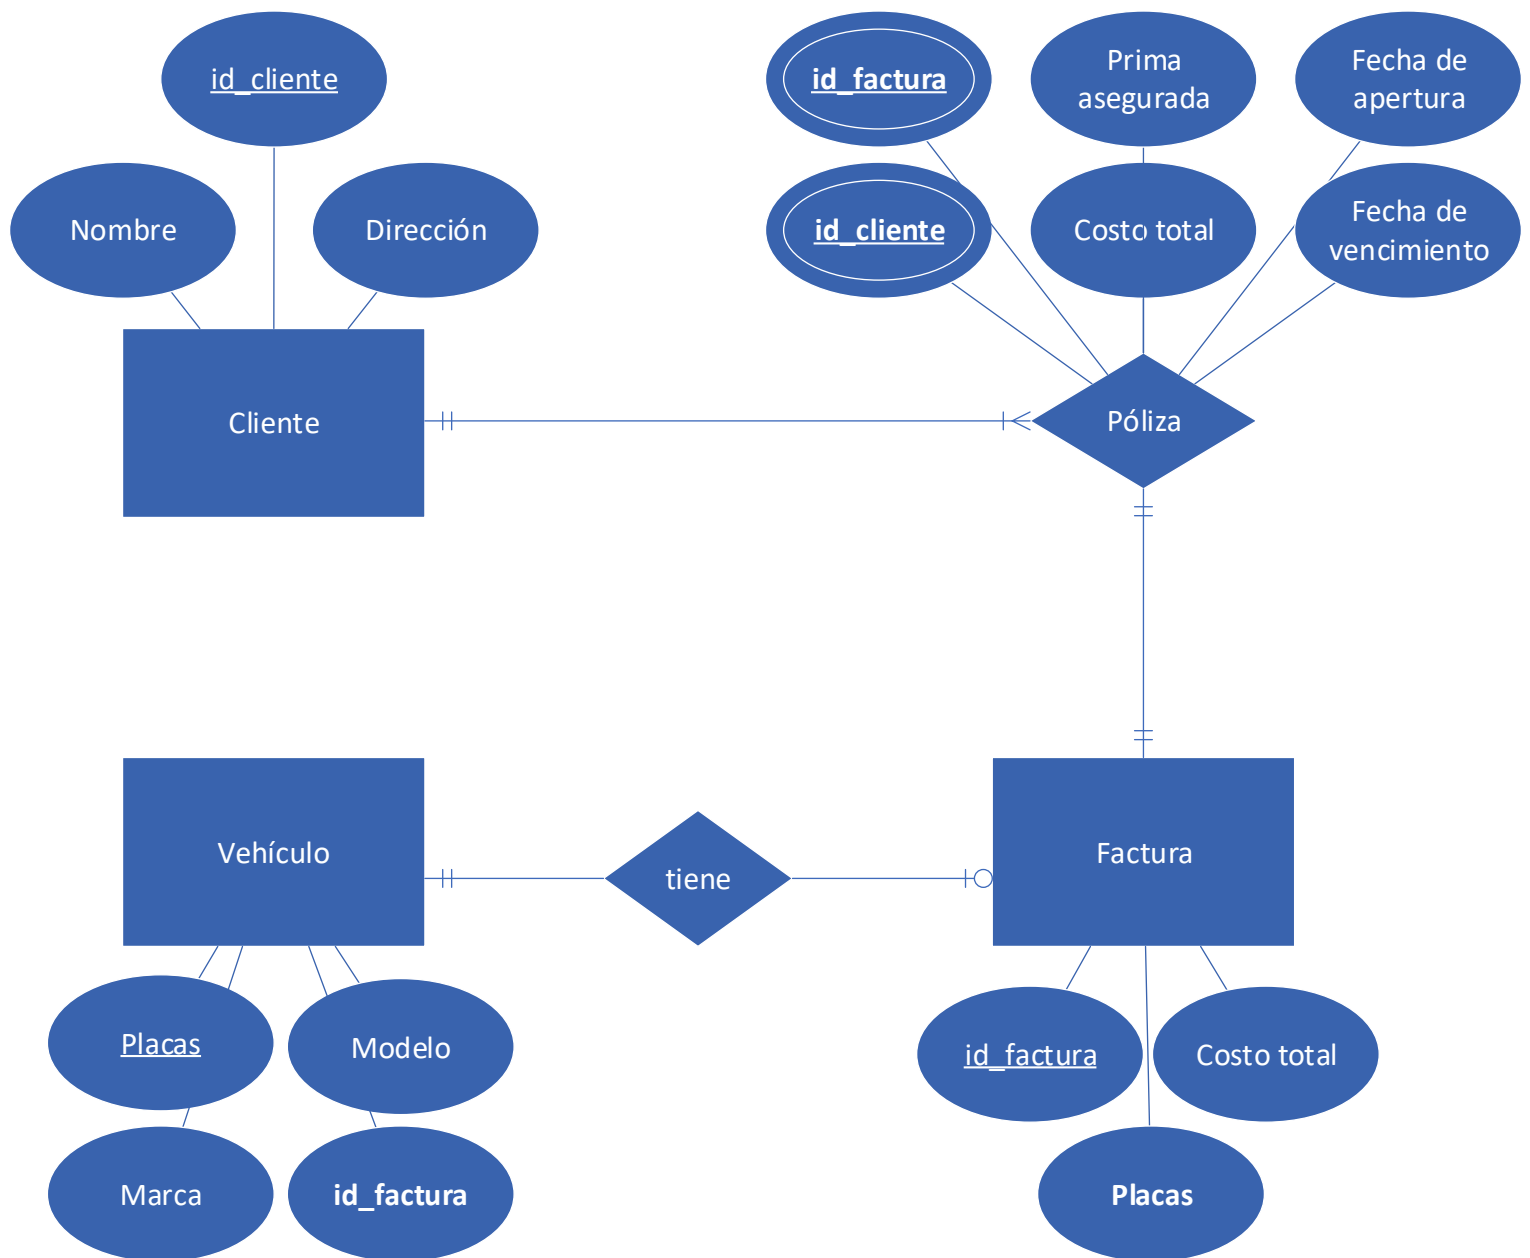 id_cliente
Nombre
Dirección
Cliente
id_factura
Prima
asegurada
Fecha de
apertura
id_cliente
Costo total
Fecha de
vencimiento
Póliza
Vehículo
tiene
Factura
Placas
Modelo
Marca
id_factura
id_factura
Costo total
Placas